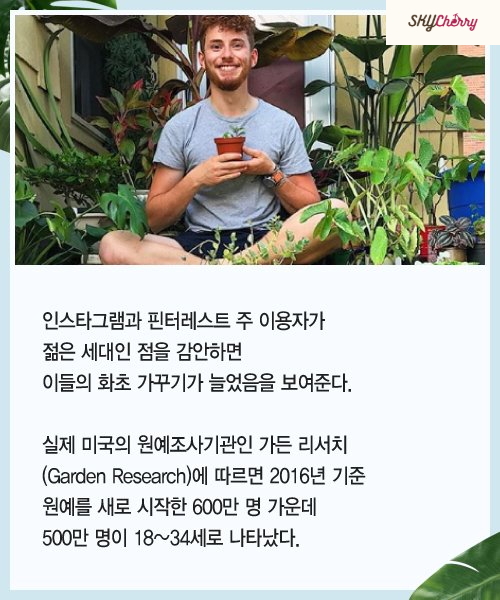 SKYCherry
인스타그램과 핀터레스트 주 이용자가
젊은 세대인 점을 감안하면
이들의 화초 가꾸기가 늘었음을 보여준다.
실제 미국의 원예조사기관인 가든 리서치
(Garden Research)에 따르면 2016년 기준
원예를 새로 시작한 600만 명 가운데
500만 명이 18~34세로 나타났다.